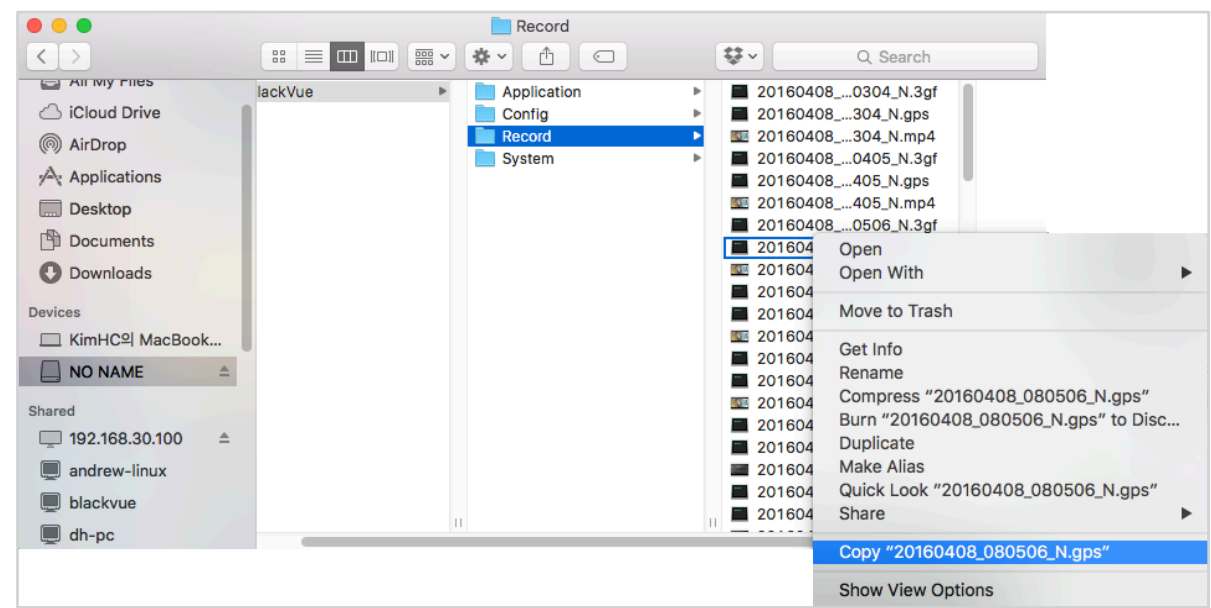 Record
Search
All My Files
iCloud Drive
AirDrop
Applications
Desktop
Documents
Downloads
Devices
KimHC의 MacBook...
NO NAME
Shared
192.168.30.100
andrew-linux
blackvue
dh-pc
lackVue
Application
Config
Record
System
20160408_...0304_N.3gf
20160408_...304_N.gps
20160408_...304_N.mp4
20160408_...0405_N.3gf
20160408_...405_N.gps
20160408_...405_N.mp4
20160408_...0506_N.3gf
201604
201604
201604
201604
201604
201604
201604
201604
201604
201604
201604
201604
201604
Open
Open With
Move to Trash
Get Info
Rename
Compress “20160408_080506_N.gps”
Burn “20160408_080506_N.gps” to Disc...
Duplicate
Make Alias
Quick Look “20160408_080506_N.gps”
Share
Copy “20160408_080506_N.gps”
Show View Options